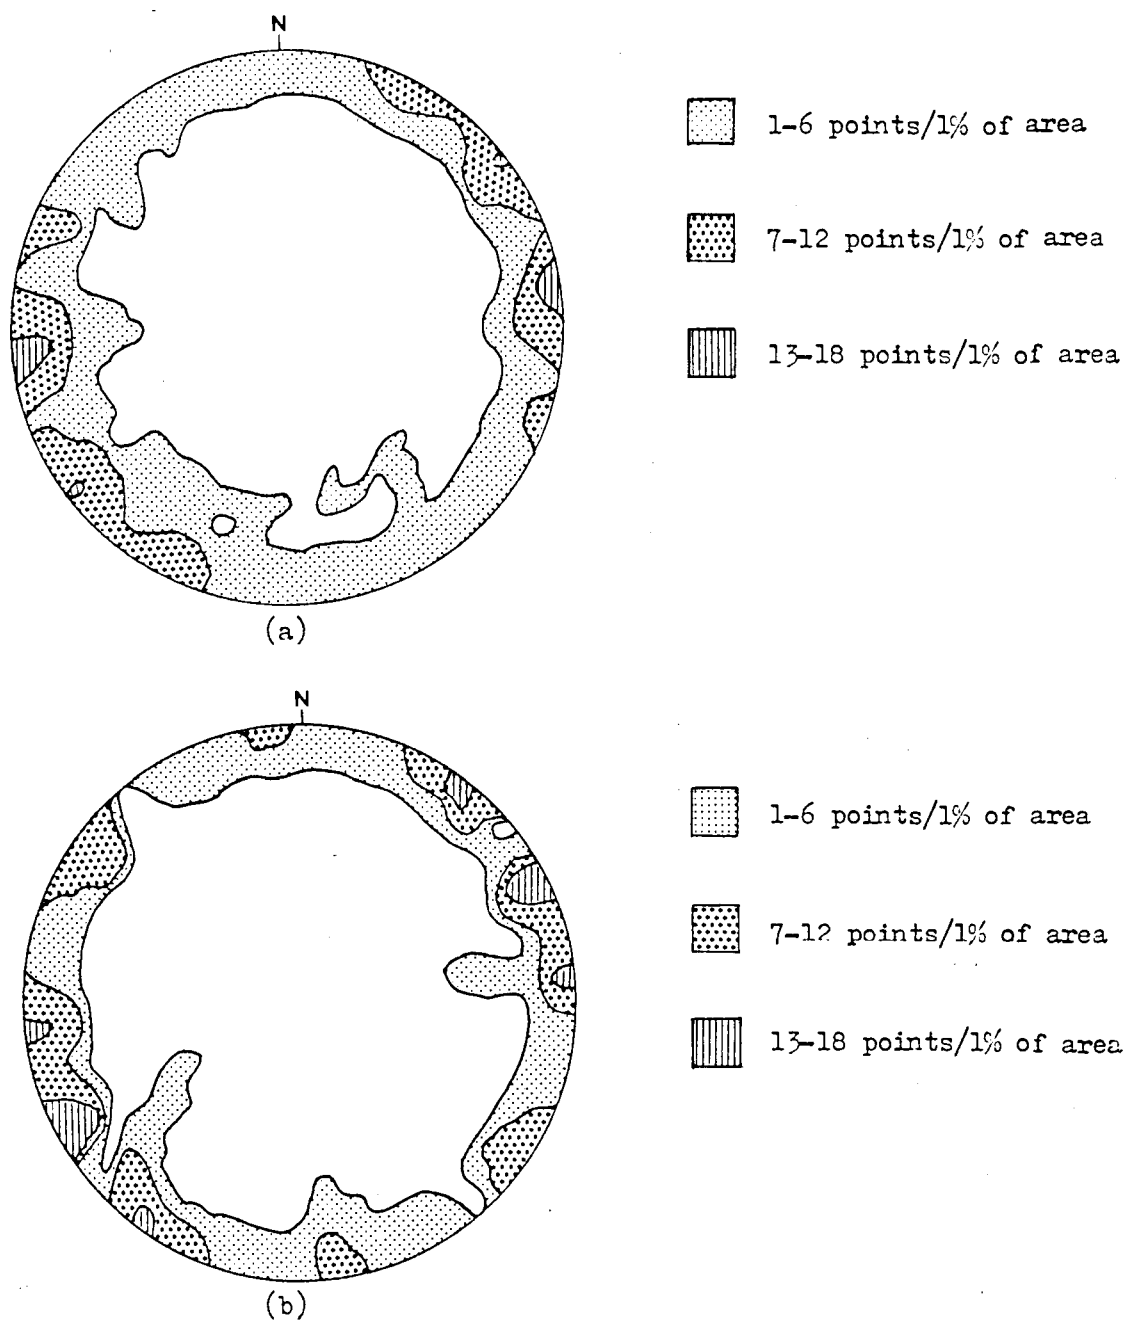 N
1-6 points/1% of area
7-12 points/1% of area
13-18 points/1% of area
(a)
N
1-6 points/1% of area
7-12 points/1% of area
13-18 points/1% of area
(b)